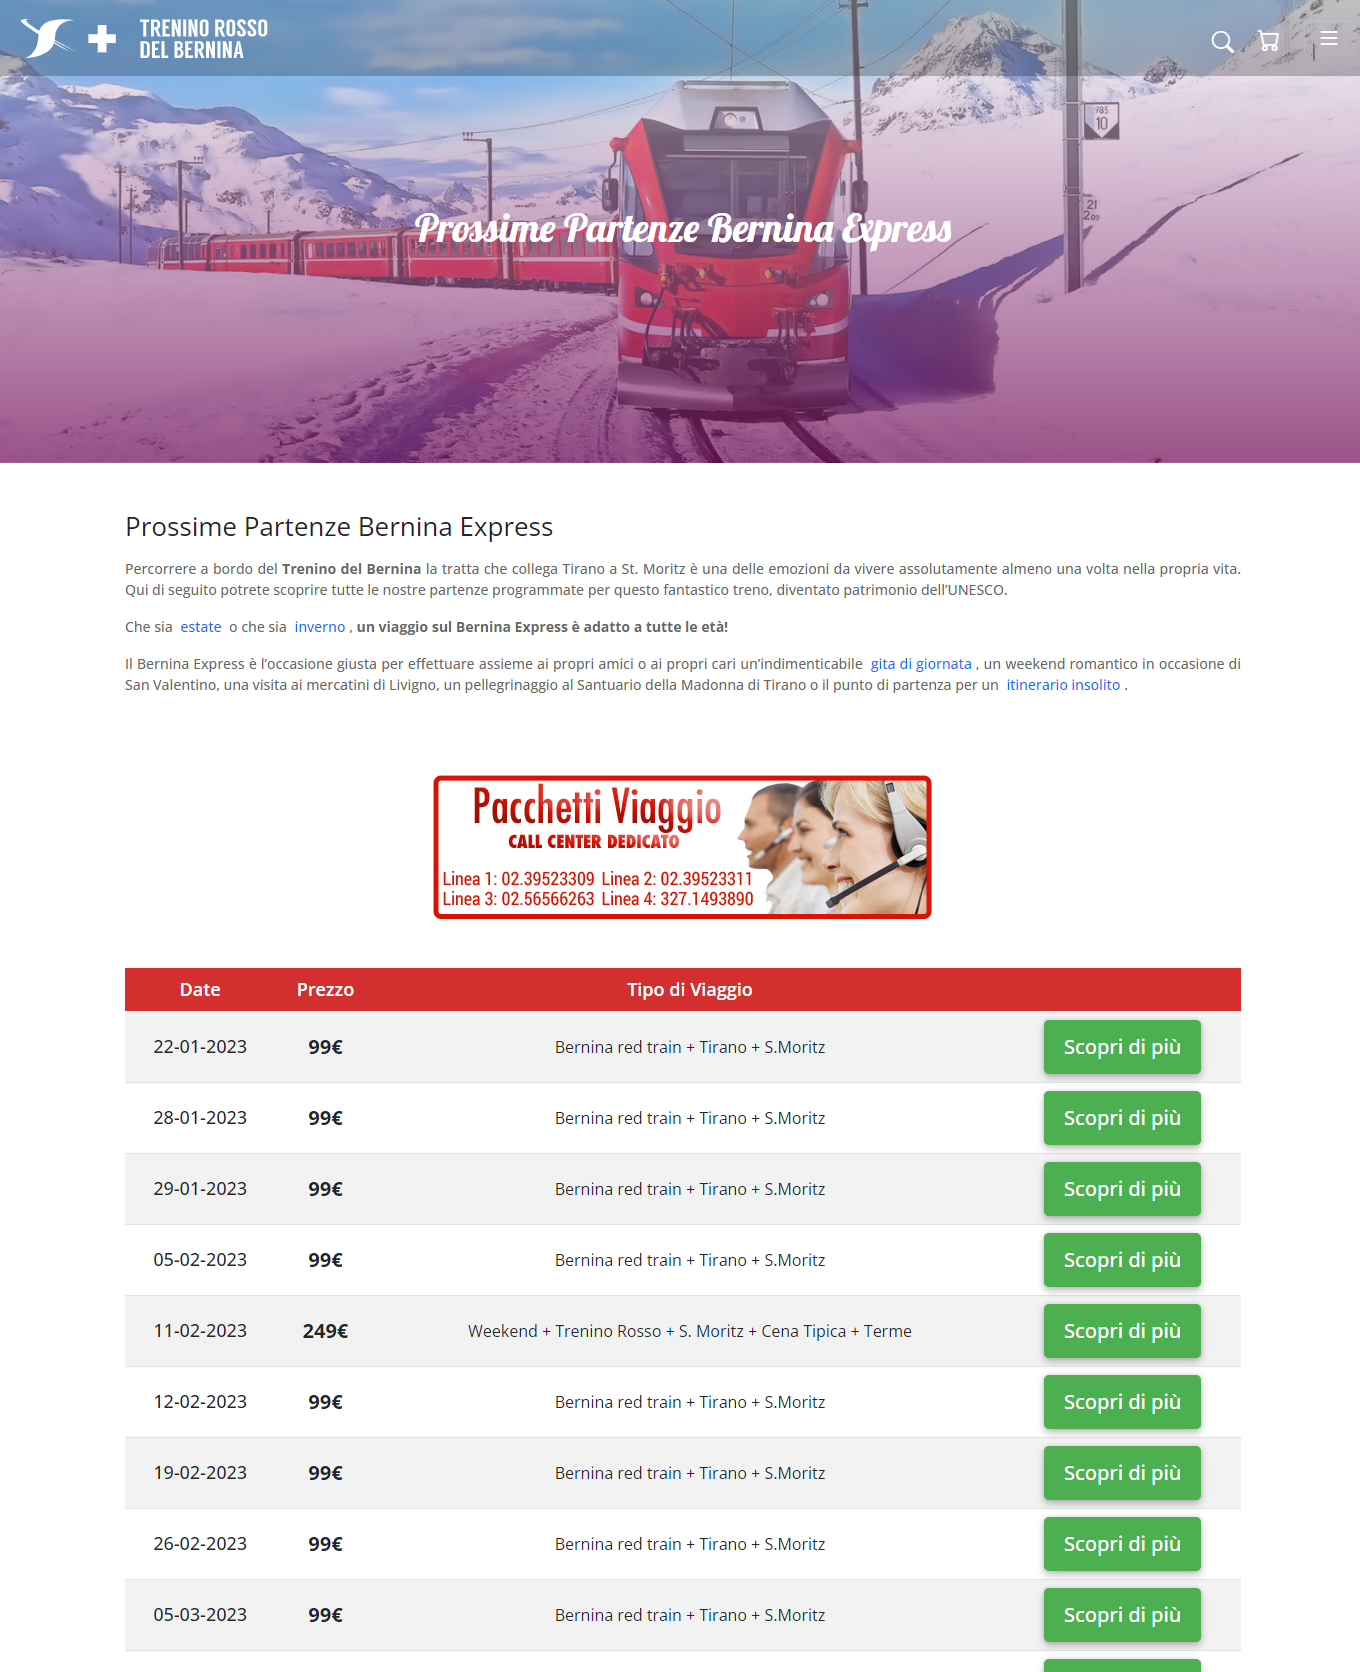 TRENINO ROSSO
DEL BERNINA
785
10
21
2 09
Prossime Partenze Bernina Express
Prossime Partenze Bernina Express
Percorrere a bordo del Trenino del Bernina la tratta che collega Tirano a St. Moritz è una delle emozioni da vivere assolutamente almeno una volta nella propria vita.
Qui di seguito potrete scoprire tutte le nostre partenze programmate per questo fantastico treno, diventato patrimonio dell’UNESCO.
Che sia estate o che sia inverno , un viaggio sul Bernina Express è adatto a tutte le età!
Il Bernina Express è l’occasione giusta per effettuare assieme ai propri amici o ai propri cari un’indimenticabile gita di giornata , un weekend romantico in occasione di
San Valentino, una visita ai mercatini di Livigno, un pellegrinaggio al Santuario della Madonna di Tirano o il punto di partenza per un itinerario insolito .
Pacchetti Viaggio
CALL CENTER DEDICATO
Linea 1: 02.39523309 Linea 2: 02.39523311
Linea 3: 02.56566263 Linea 4: 327.1493890
Date Prezzo Tipo di Viaggio
22-01-2023 99€ Bernina red train + Tirano + S.Moritz Scopri di più
28-01-2023 99€ Bernina red train + Tirano + S.Moritz Scopri di più
29-01-2023 99€ Bernina red train + Tirano + S.Moritz Scopri di più
05-02-2023 99€ Bernina red train + Tirano + S.Moritz Scopri di più
11-02-2023 249€ Weekend + Trenino Rosso + S. Moritz + Cena Tipica + Terme Scopri di più
12-02-2023 99€ Bernina red train + Tirano + S.Moritz Scopri di più
19-02-2023 99€ Bernina red train + Tirano + S.Moritz Scopri di più
26-02-2023 99€ Bernina red train + Tirano + S.Moritz Scopri di più
05-03-2023 99€ Bernina red train + Tirano + S.Moritz Scopri di più